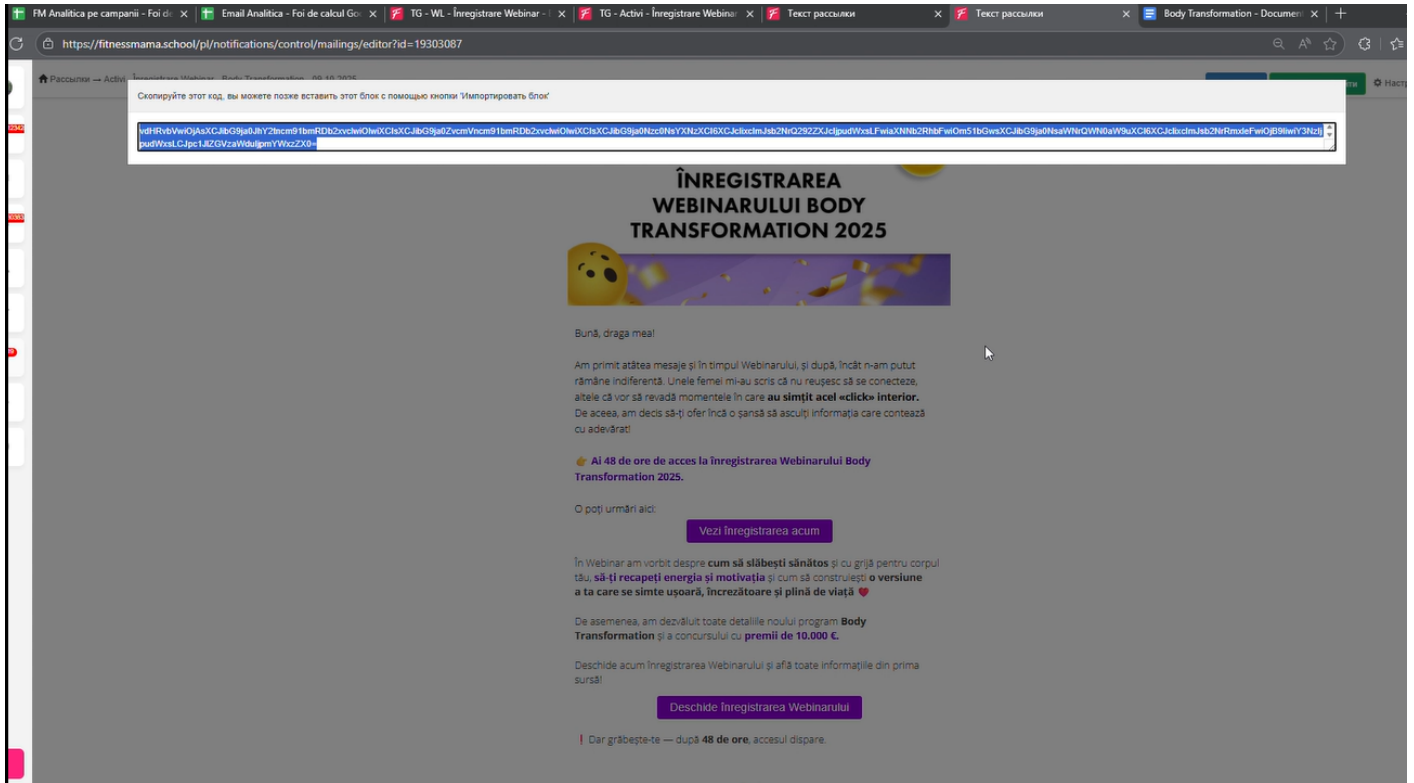 FM Analitica pe campanii - Foi de
Email Analitica - Foi de calcul Goo
TG - WL - Înregistrare Webinar -
TG - Activi - Înregistrare Webinar
Текст рассылки
Текст рассылки
Body Transformation - Document
https://fitnessmama.school/pl/notifications/control/mailings/editor?id=19303087
Рассылки → Activi - Înregistrare Webinar - Body Transformation - 09.10.2025
Настр
Скопируйте этот код, вы можете позже вставить этот блок с помощью кнопки 'Импортировать блок'
ÎNREGISTRAREA
WEBINARULUI BODY
TRANSFORMATION 2025
Bună, draga mea!
Am primit atâtea mesaje și în timpul Webinarului, și după, încât n-am putut
rămâne indiferentă. Unele femei mi-au scris că nu reușesc să se conecteze,
altele că vor să revadă momentele în care au simțit acel «click» interior.
De aceea, am decis să-ți ofer încă o șansă să asculți informația care contează
cu adevărat!
👉 Ai 48 de ore de acces la înregistrarea Webinarului Body
Transformation 2025.
O poți urmări aici:
Vezi înregistrarea acum
În Webinar am vorbit despre cum să slăbești sănătos și cu grijă pentru corpul
tău, să-ți recapeți energia și motivația și cum să construiești o versiune
a ta care se simte ușoară, încrezătoare și plină de viață ❤️
De asemenea, am dezvăluit toate detaliile noului program Body
Transformation și a concursului cu premii de 10.000 €.
Deschide acum înregistrarea Webinarului și află toate informațiile din prima
sursă!
Deschide înregistrarea Webinarului
❗ Dar grăbește-te — după 48 de ore, accesul dispare.